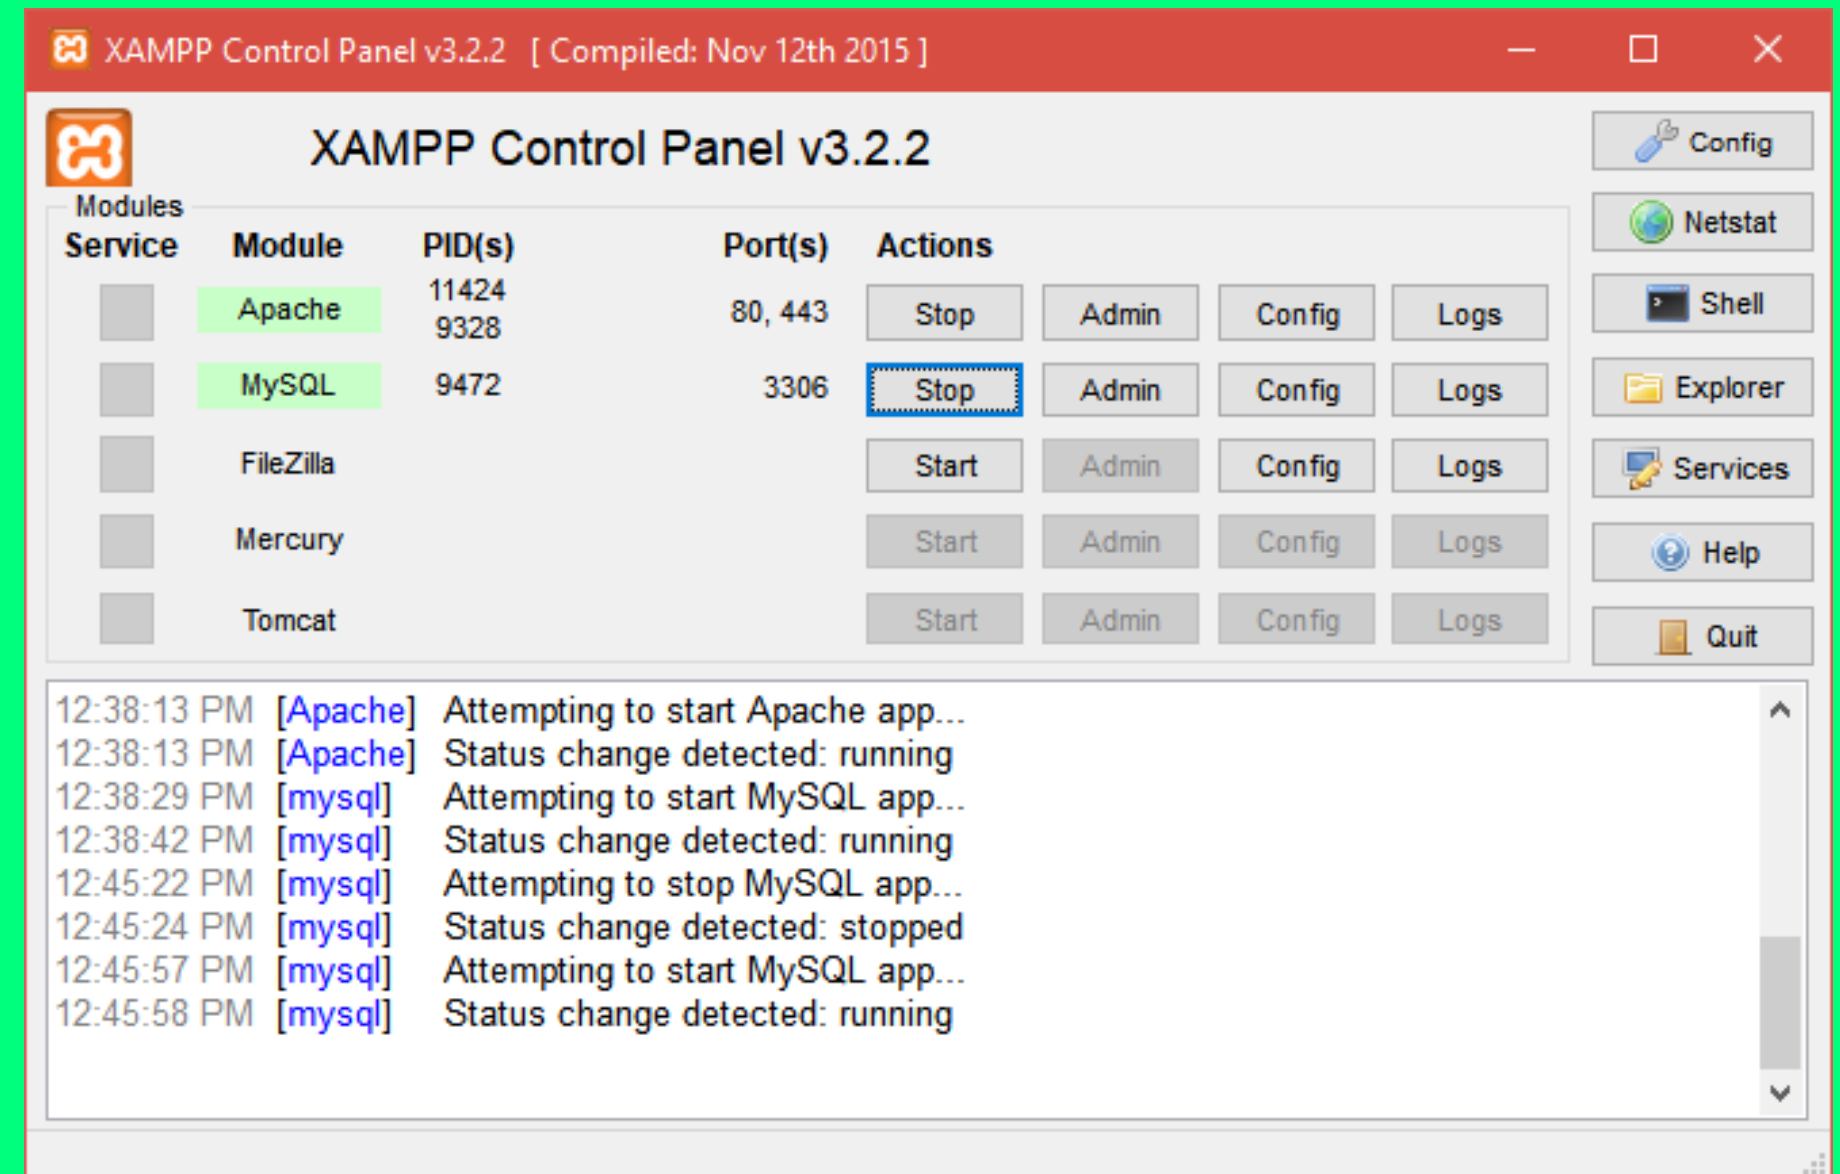 XAMPP Control Panel v3.2.2 [ Compiled: Nov 12th 2015 ]
XAMPP Control Panel v3.2.2
Config
Modules
Netstat
Service Module PID(s) Port(s) Actions
Apache 11424 9328 80, 443 Stop Admin Config Logs
Shell
MySQL 9472 3306 Stop Admin Config Logs
Explorer
FileZilla Start Admin Config Logs
Services
Mercury Start Admin Config Logs
Help
Tomcat Start Admin Config Logs
Quit
12:38:13 PM [Apache] Attempting to start Apache app...
12:38:13 PM [Apache] Status change detected: running
12:38:29 PM [mysql] Attempting to start MySQL app...
12:38:42 PM [mysql] Status change detected: running
12:45:22 PM [mysql] Attempting to stop MySQL app...
12:45:24 PM [mysql] Status change detected: stopped
12:45:57 PM [mysql] Attempting to start MySQL app...
12:45:58 PM [mysql] Status change detected: running